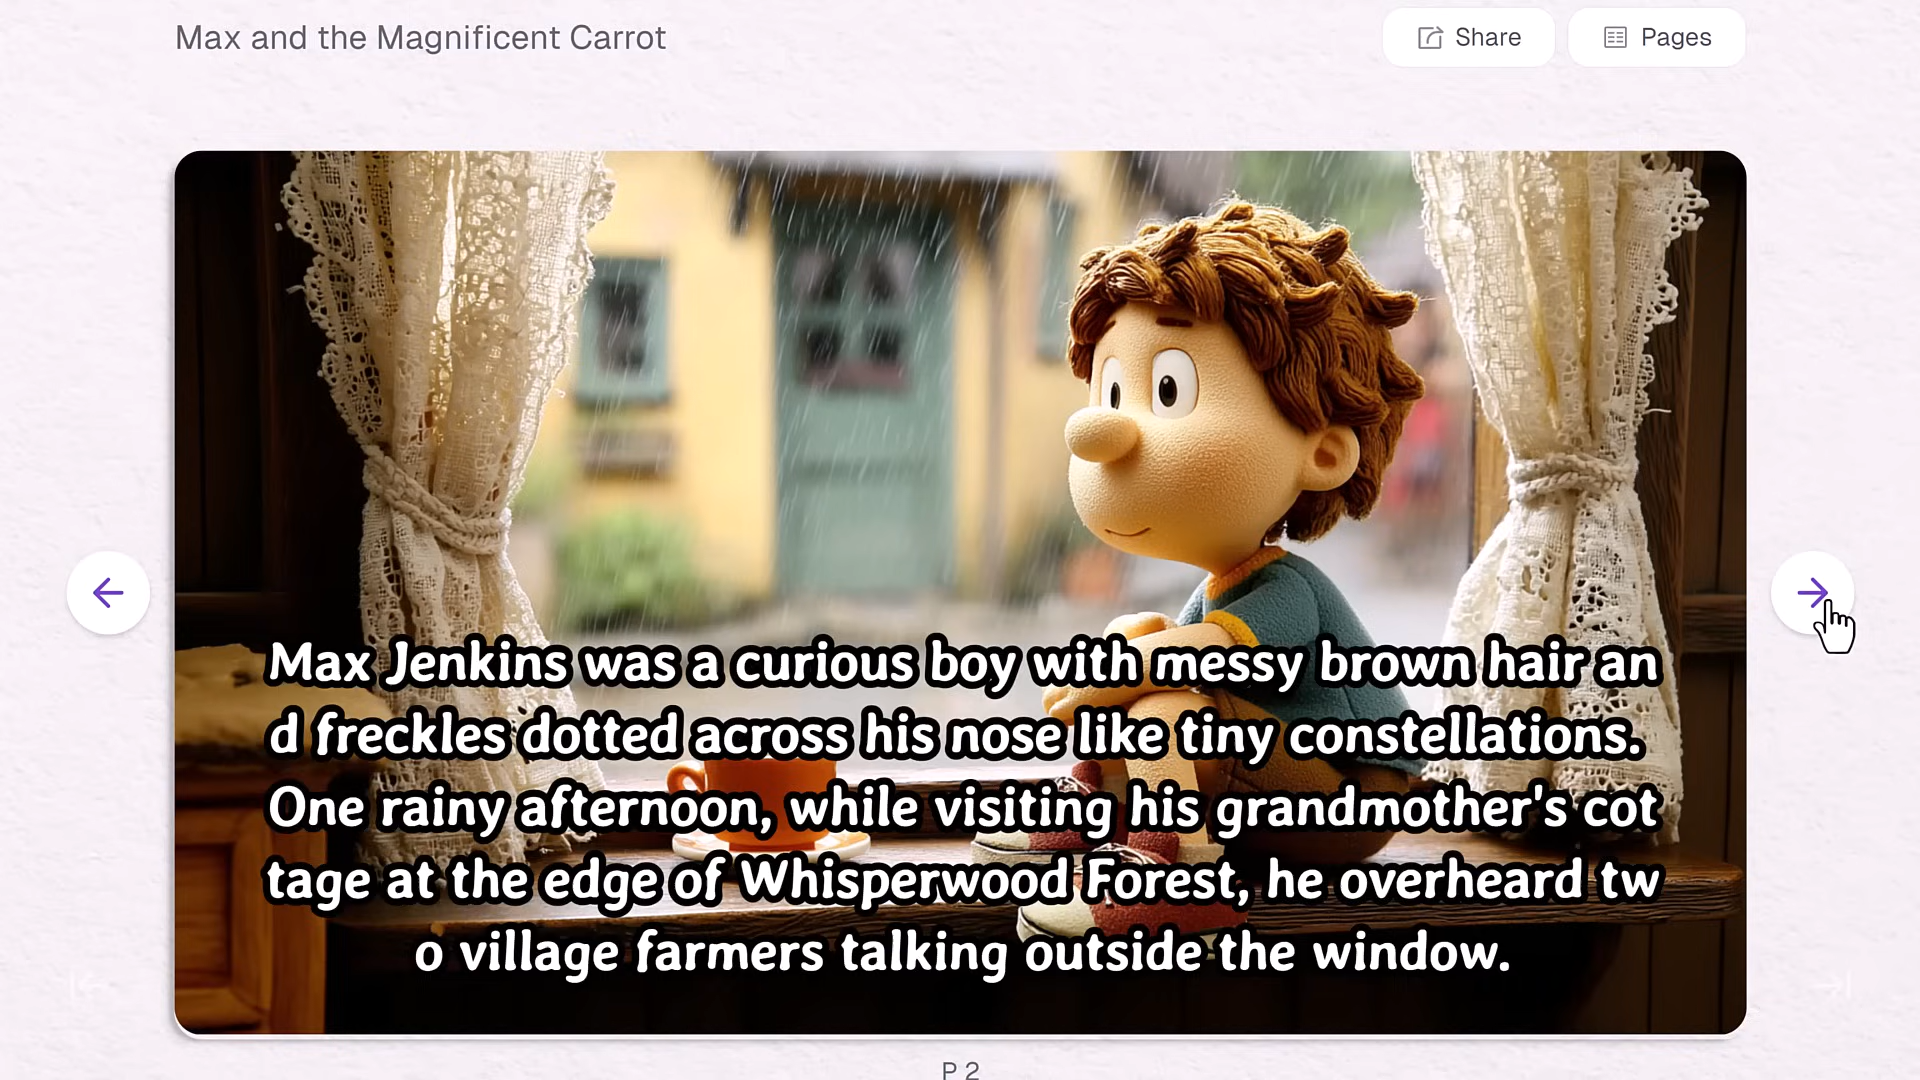 Max and the Magnificent Carrot
Share
Pages
Max Jenkins was a curious boy with messy brown hair an
d freckles dotted across his nose like tiny constellations.
One rainy afternoon, while visiting his grandmother's cot
tage at the edge of Whisperwood Forest, he overheard tw
o village farmers talking outside the window.
P 2